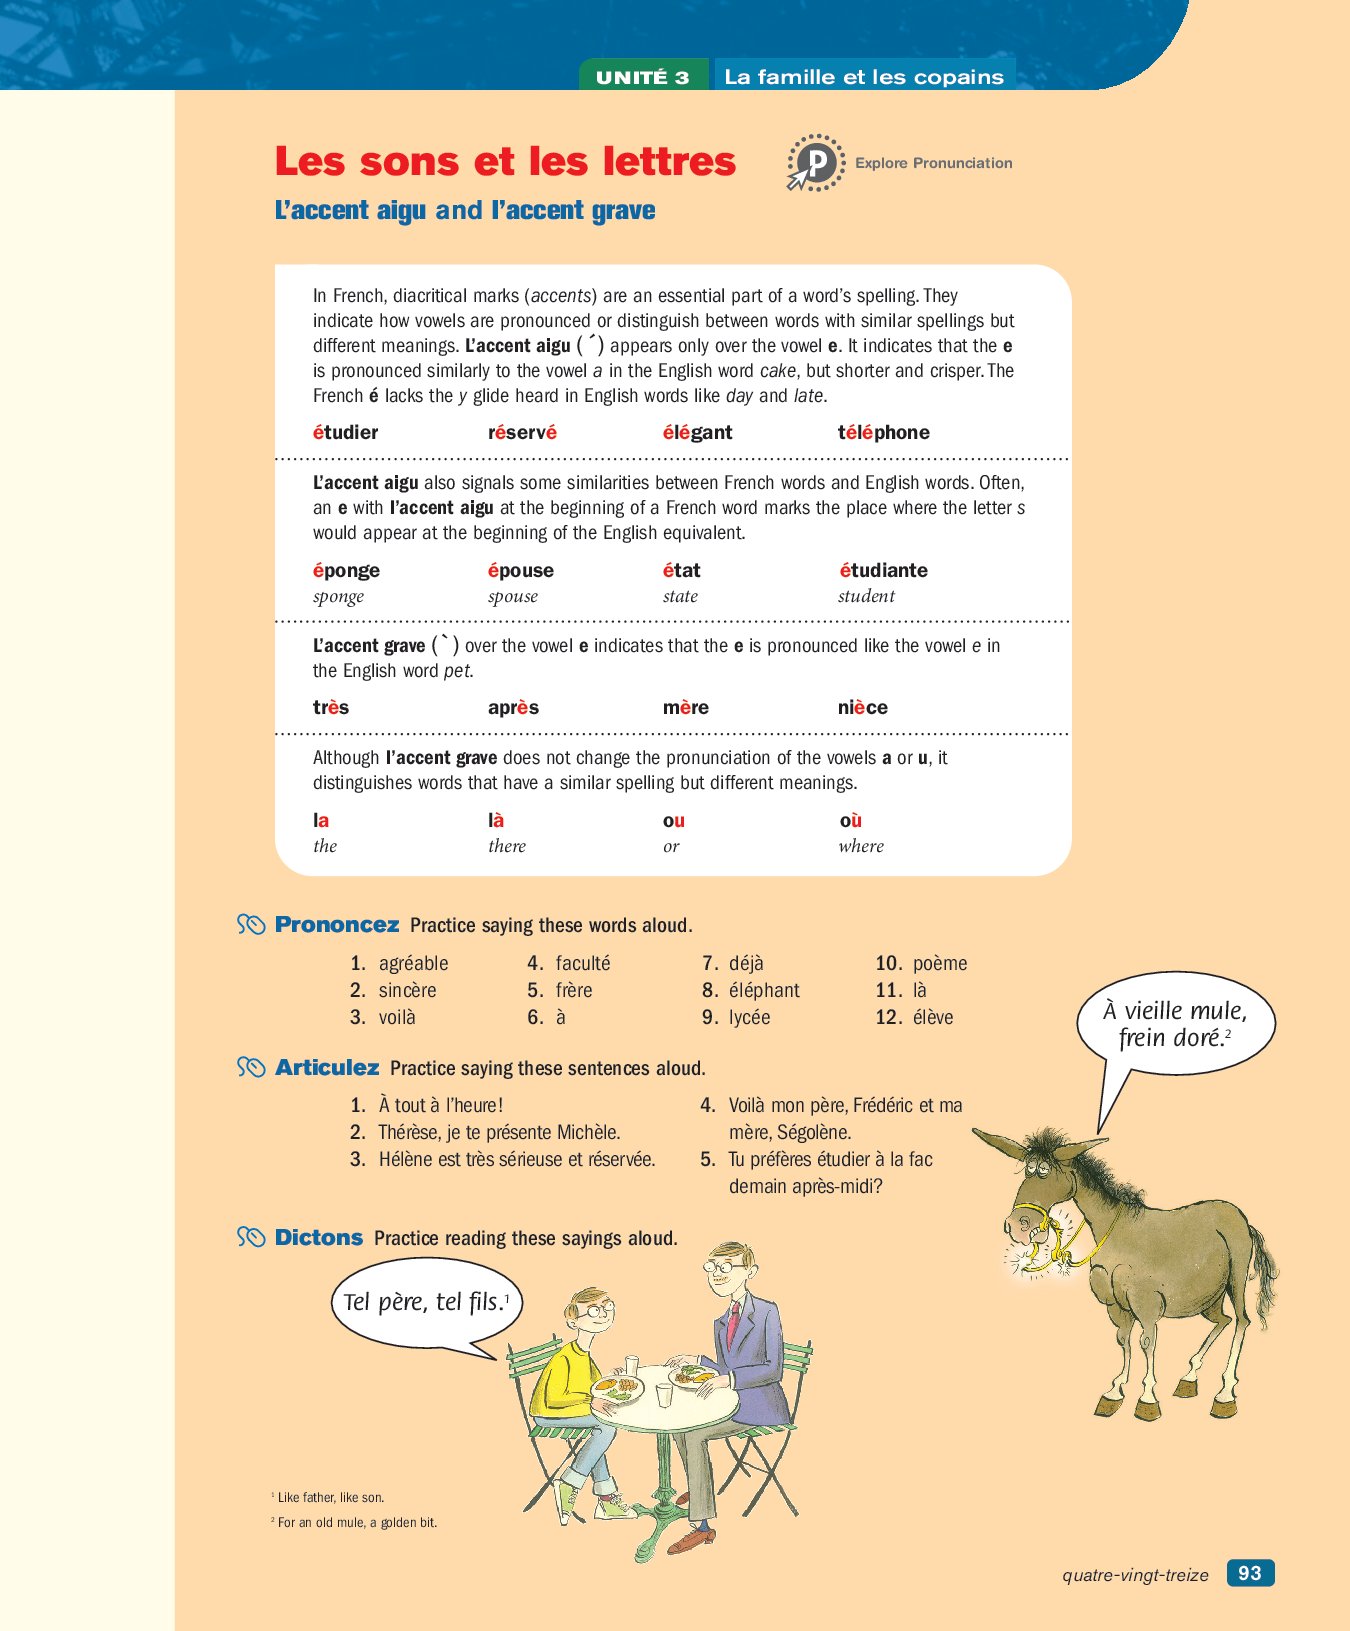 UNITÉ 3 La famille et les copains
Les sons et les lettres
Explore Pronunciation
L'accent aigu and l'accent grave
In French, diacritical marks (accents) are an essential part of a word's spelling. They
indicate how vowels are pronounced or distinguish between words with similar spellings but
different meanings. L'accent aigu (´) appears only over the vowel e. It indicates that the e
is pronounced similarly to the vowel a in the English word cake, but shorter and crisper. The
French é lacks the y glide heard in English words like day and late.
étudier réservé élégant téléphone
L'accent aigu also signals some similarities between French words and English words. Often,
an e with l'accent aigu at the beginning of a French word marks the place where the letter s
would appear at the beginning of the English equivalent.
éponge épouse état étudiante
sponge spouse state student
L'accent grave (`) over the vowel e indicates that the e is pronounced like the vowel e in
the English word pet.
très après mère nièce
Although l'accent grave does not change the pronunciation of the vowels a or u, it
distinguishes words that have a similar spelling but different meanings.
la là ou où
the there or where
Prononcez Practice saying these words aloud.
1. agréable 4. faculté 7. déjà 10. poème
2. sincère 5. frère 8. éléphant 11. là
3. voilà 6. à 9. lycée 12. élève
À vieille mule,
frein doré.²
Articulez Practice saying these sentences aloud.
1. À tout à l'heure!
2. Thérèse, je te présente Michèle.
3. Hélène est très sérieuse et réservée.
4. Voilà mon père, Frédéric et ma
mère, Ségolène.
5. Tu préfères étudier à la fac
demain après-midi?
Dictons Practice reading these sayings aloud.
Tel père, tel fils.¹
¹ Like father, like son.
² For an old mule, a golden bit.
quatre-vingt-treize 93